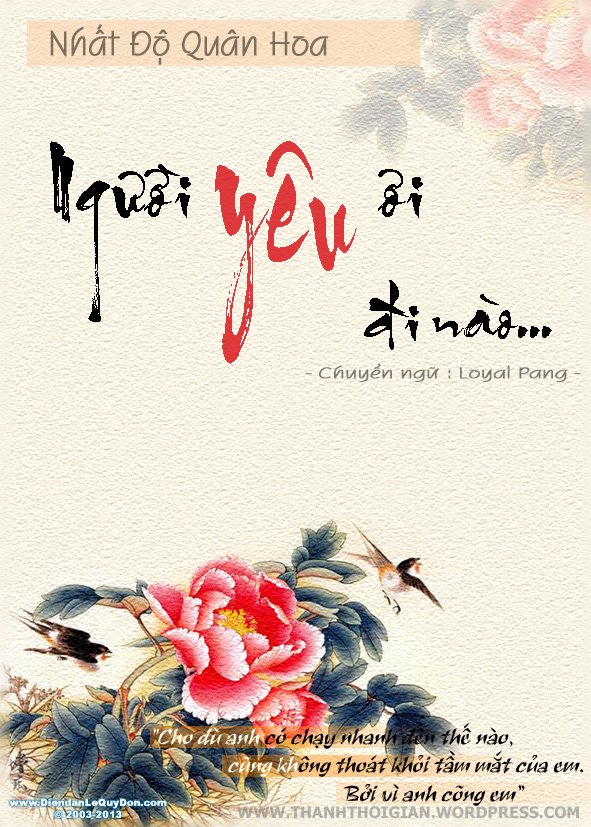 Nhất Độ Quân Hoa
Người yêu ơi
đi nào...
- Chuyển ngữ : Loyal Pang -
"Cho dù anh có chạy nhanh đến thế nào,
cũng không thoát khỏi tầm mắt của em.
Bởi vì anh cõng em"
www.DiendanLeQuyDon.com
© 2003-2013
WWW.THANHTHOIGIAN.WORDPRESS.COM